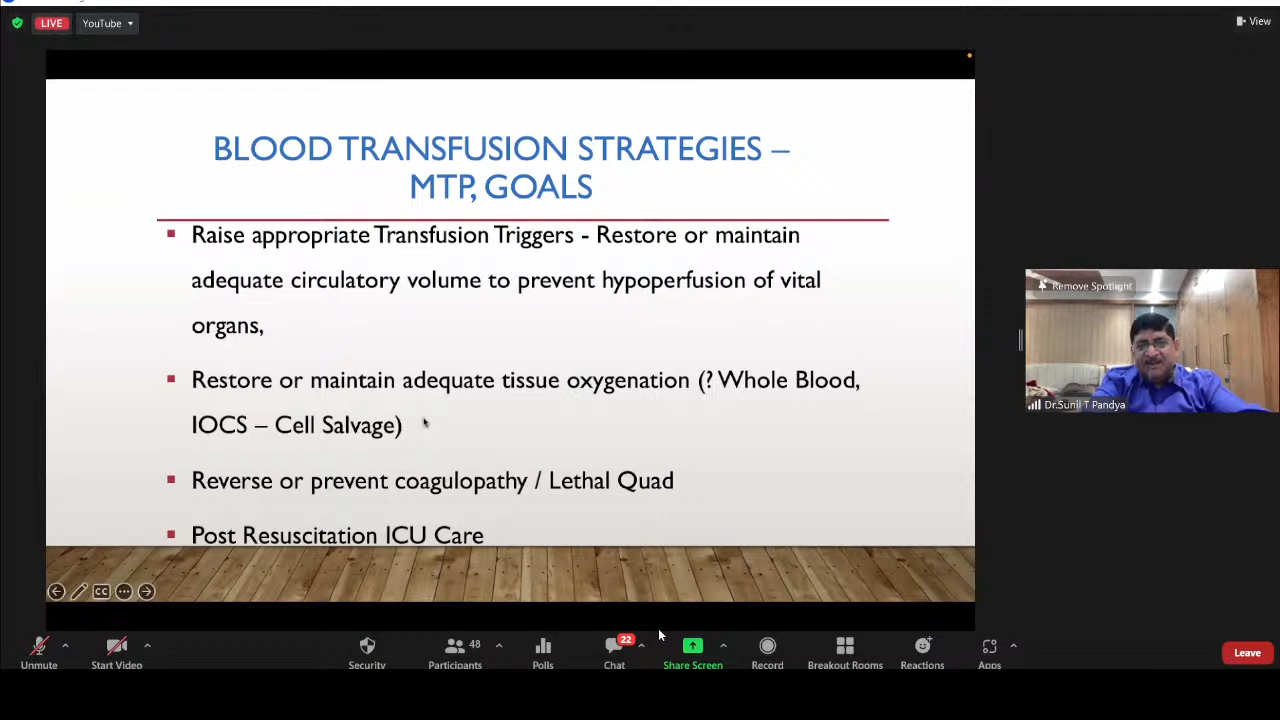 LIVE
YouTube
View
BLOOD TRANSFUSION STRATEGIES –
MTP, GOALS
Raise appropriate Transfusion Triggers - Restore or maintain
adequate circulatory volume to prevent hypoperfusion of vital
organs,
Restore or maintain adequate tissue oxygenation (? Whole Blood,
IOCS – Cell Salvage)
Reverse or prevent coagulopathy / Lethal Quad
Post Resuscitation ICU Care
CC
Remove Spotlight
Dr.Sunil T Pandya
48
22
Unmute
Start Video
Security
Participants
Polls
Chat
Share Screen
Record
Breakout Rooms
Reactions
Apps
Leave